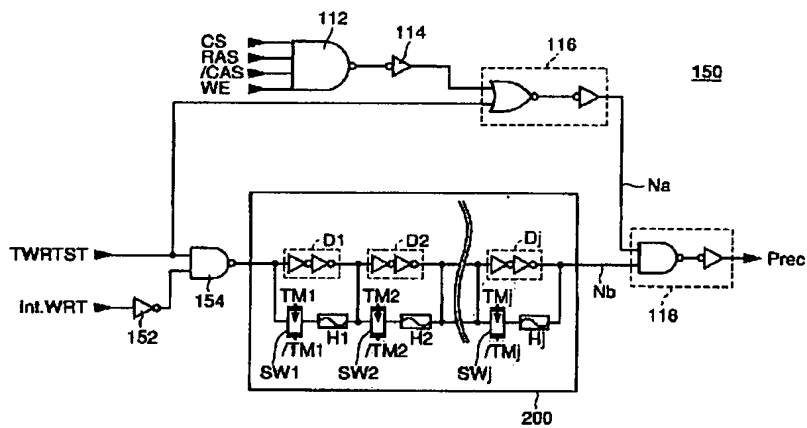 112
114
CS
RAS
/CAS
WE
116
150
Na
TWRTST
154
int.WRT
152
D1
D2
Dj
TM1
TM2
TMj
H1
H2
Hj
/TM1
/TM2
/TMj
SW1
SW2
SWj
Nb
Prec
118
200